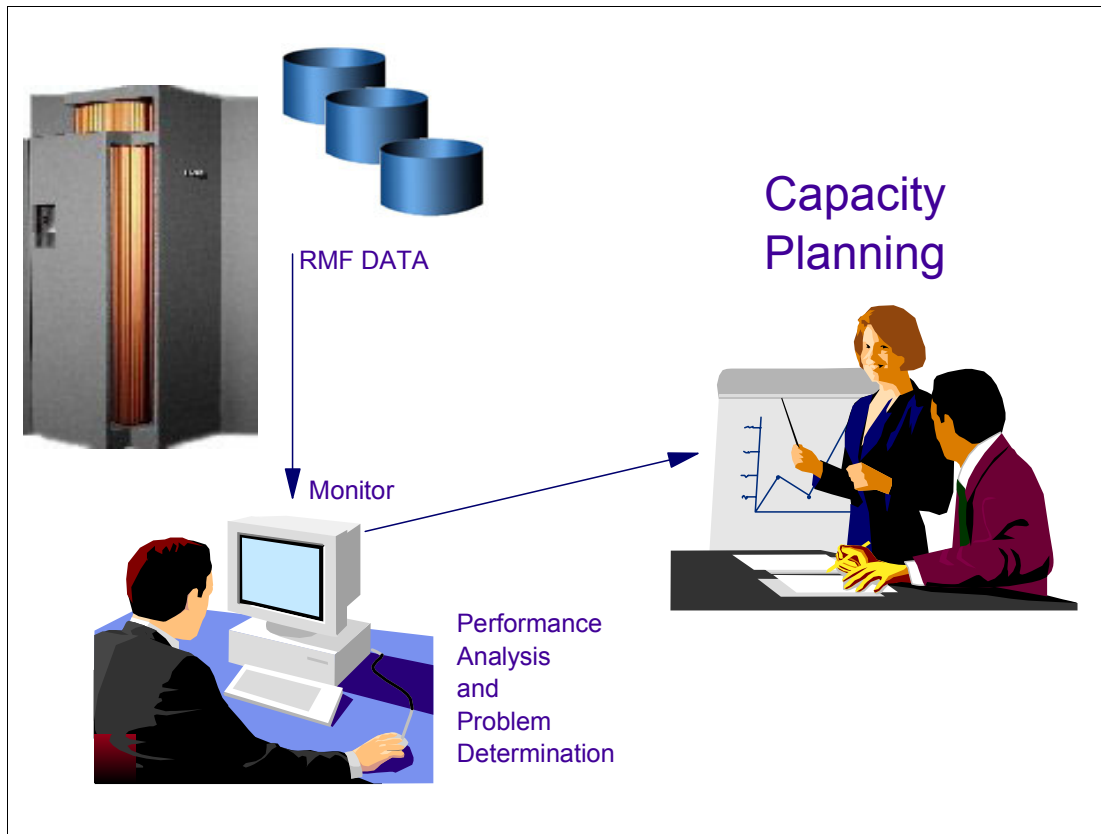 RMF DATA
Capacity
Planning
Monitor
Performance
Analysis
and
Problem
Determination